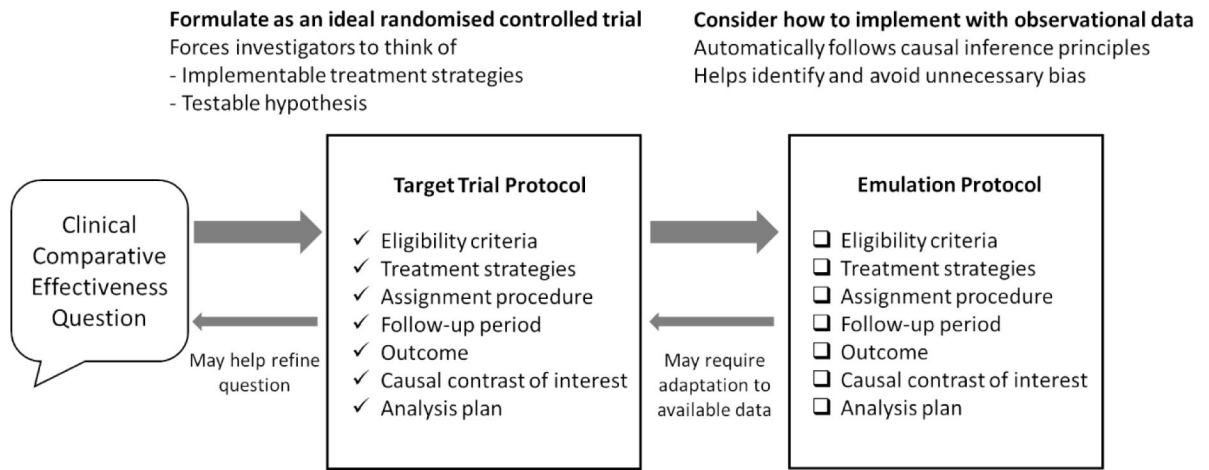 Formulate as an ideal randomised controlled trial
Forces investigators to think of
- Implementable treatment strategies
- Testable hypothesis
Consider how to implement with observational data
Automatically follows causal inference principles
Helps identify and avoid unnecessary bias
Clinical
Comparative
Effectiveness
Question
May help refine
question
Target Trial Protocol
✓ Eligibility criteria
✓ Treatment strategies
✓ Assignment procedure
✓ Follow-up period
✓ Outcome
✓ Causal contrast of interest
✓ Analysis plan
May require
adaptation to
available data
Emulation Protocol
❑ Eligibility criteria
❑ Treatment strategies
❑ Assignment procedure
❑ Follow-up period
❑ Outcome
❑ Causal contrast of interest
❑ Analysis plan